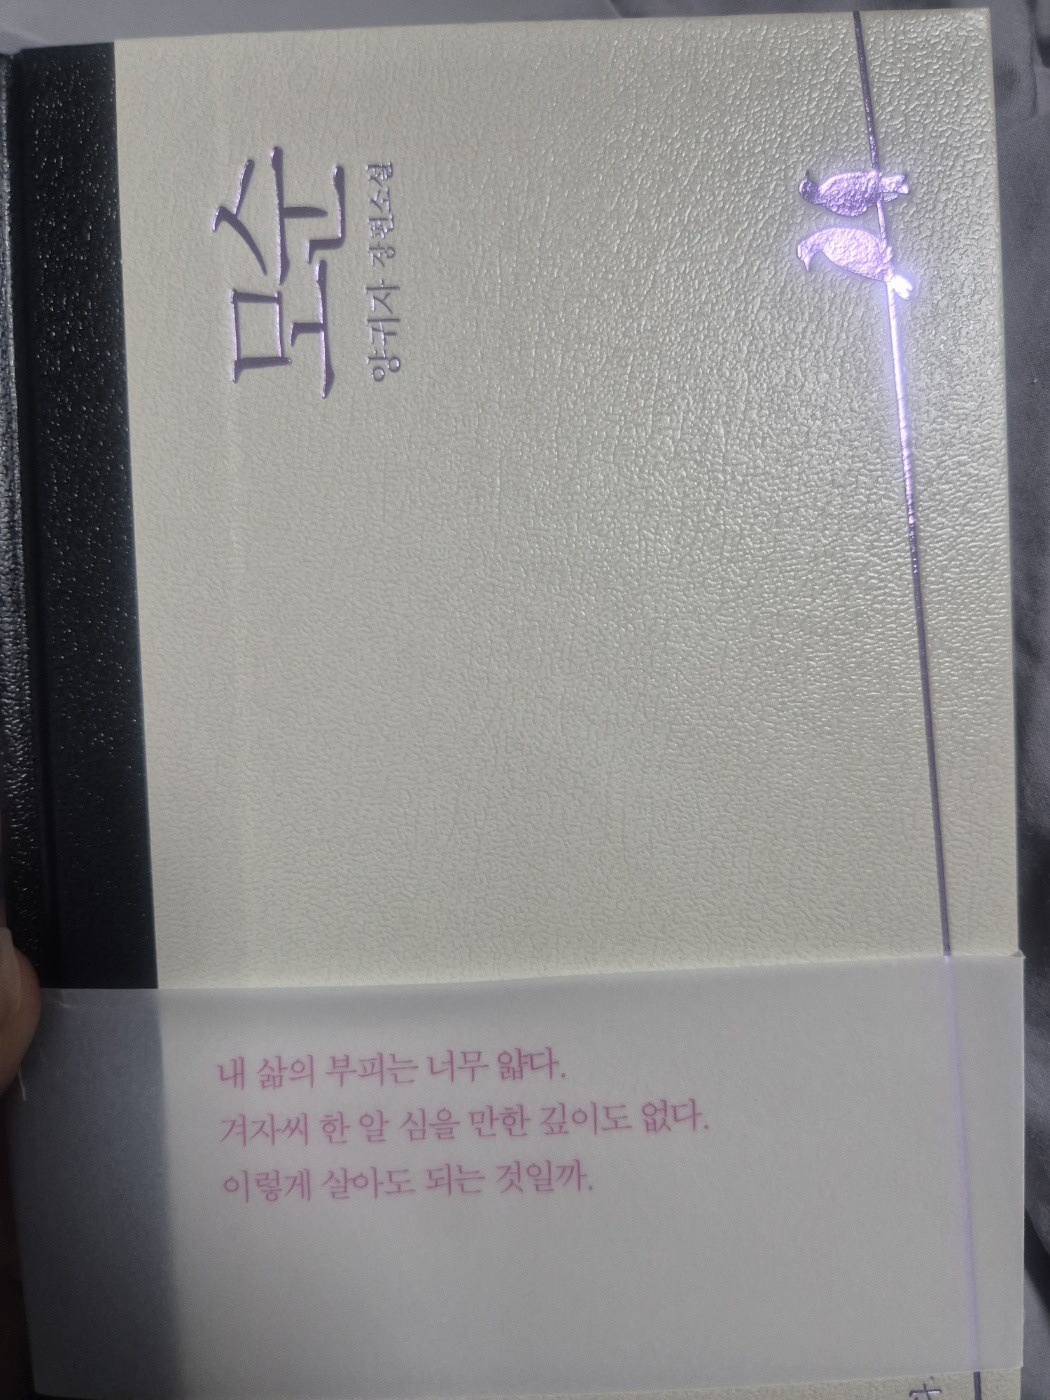 모순
양귀자 장편소설
내 삶의 부피는 너무 얇다.
겨자씨 한 알 심을 만한 깊이도 없다.
이렇게 살아도 되는 것일까.